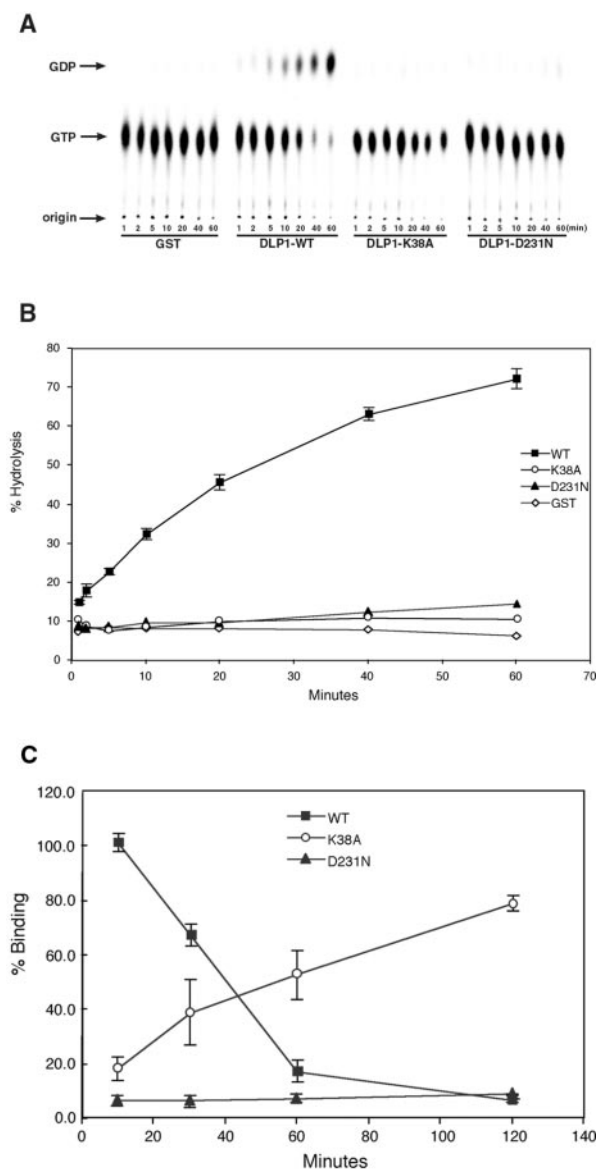 A
GDP
GTP
origin
1 2 5 10 20 40 60 1 2 5 10 20 40 60 1 2 5 10 20 40 60 1 2 5 10 20 40 60(min)
GST DLP1-WT DLP1-K38A DLP1-D231N
B
80
70
60
50
40
30
20
10
0
% Hydrolysis
WT
K38A
D231N
GST
0 10 20 30 40 50 60 70
Minutes
C
120.0
100.0
80.0
60.0
40.0
20.0
0.0
% Binding
WT
K38A
D231N
0 20 40 60 80 100 120 140
Minutes